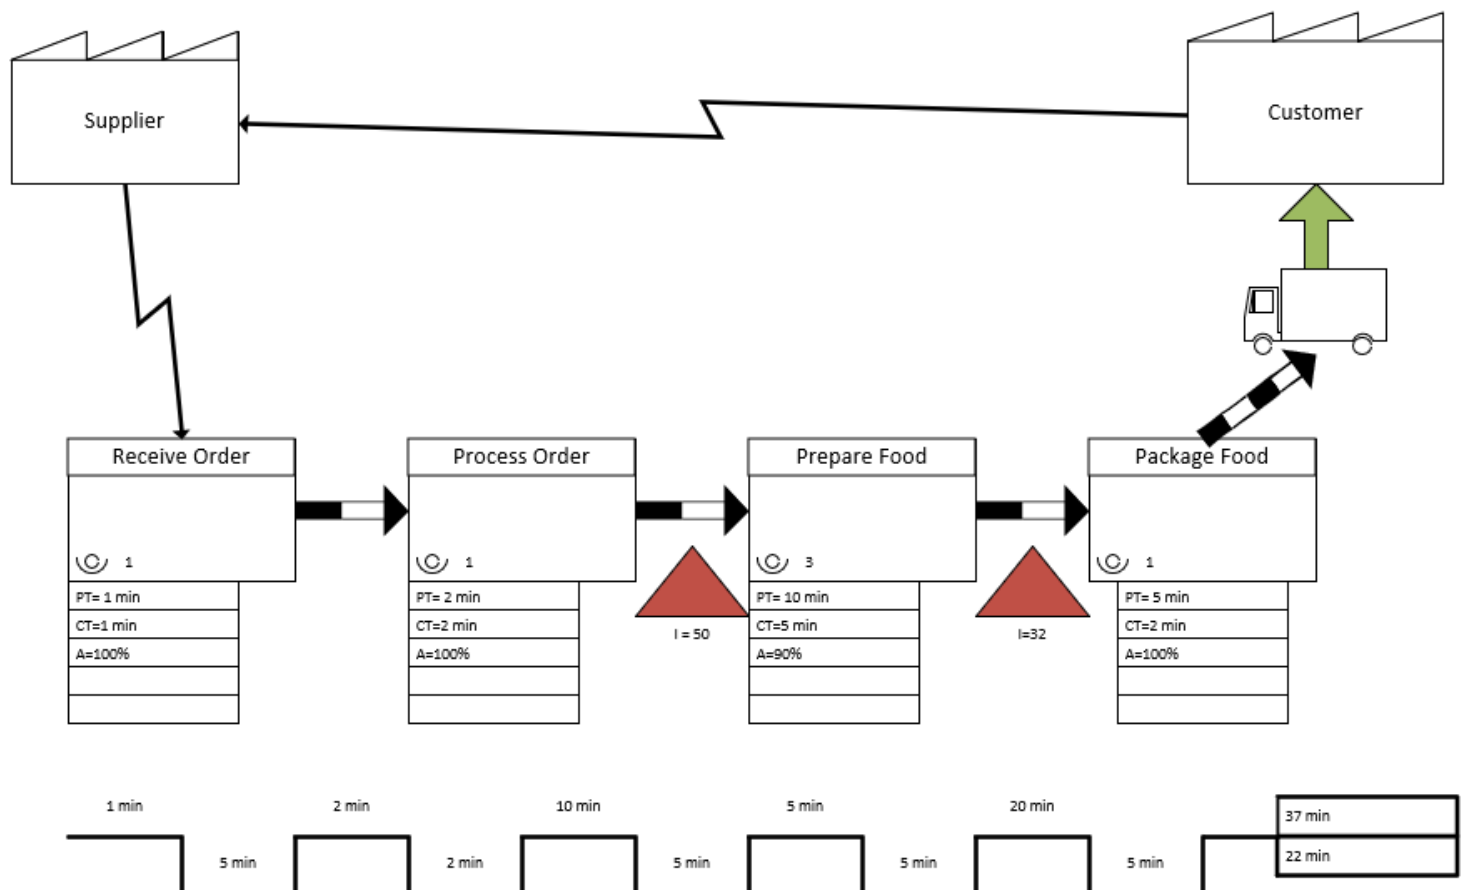 Supplier
Customer
Receive Order
1
PT= 1 min
CT=1 min
A=100%
Process Order
1
PT= 2 min
CT=2 min
A=100%
I = 50
Prepare Food
3
PT= 10 min
CT=5 min
A=90%
I=32
Package Food
1
PT= 5 min
CT=2 min
A=100%
1 min
2 min
10 min
5 min
20 min
37 min
5 min
2 min
5 min
5 min
5 min
22 min